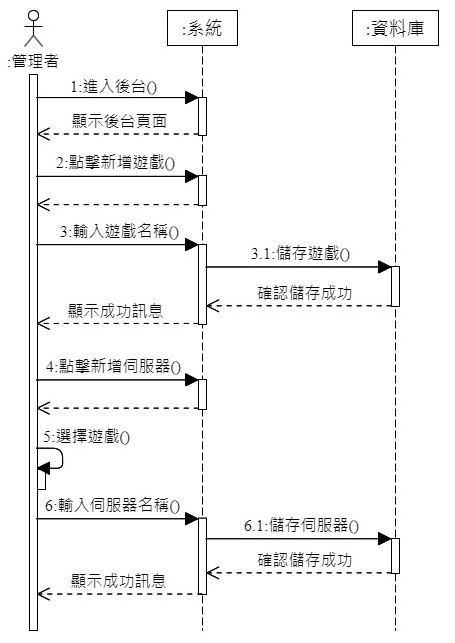 :系統
:資料庫
:管理者
1:進入後台()
顯示後台頁面
2:點擊新增遊戲()
3:輸入遊戲名稱()
3.1:儲存遊戲()
確認儲存成功
顯示成功訊息
4:點擊新增伺服器()
5:選擇遊戲()
6:輸入伺服器名稱()
6.1:儲存伺服器()
確認儲存成功
顯示成功訊息